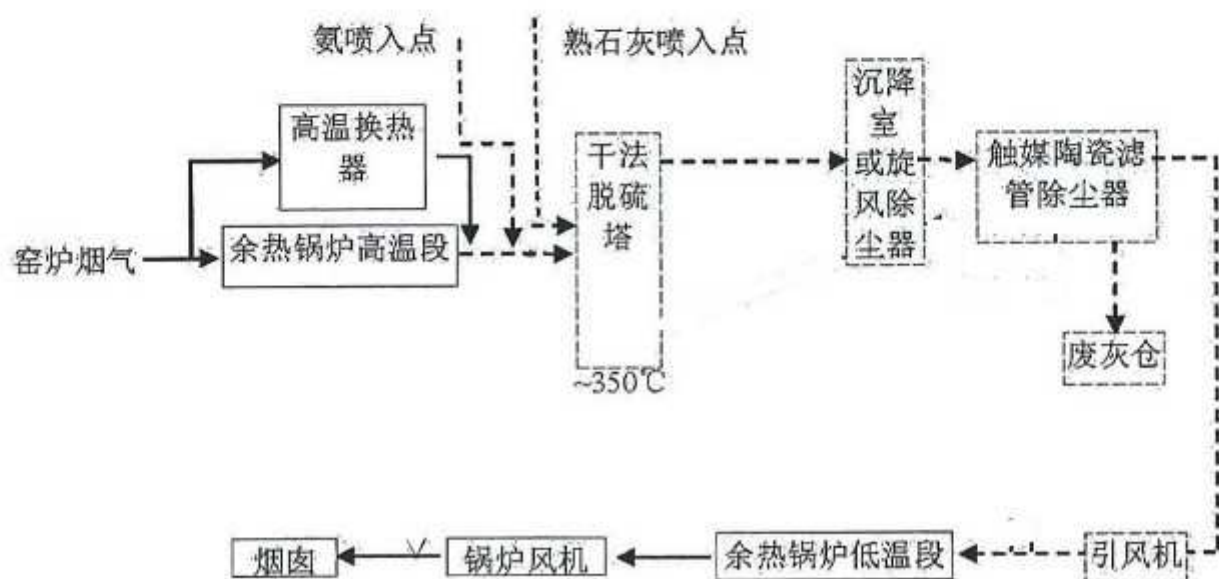 氨喷入点
熟石灰喷入点
高温换热
器
窑炉烟气
余热锅炉高温段
干法
脱硫
塔
~350℃
沉降
室
或旋
风除
尘器
触媒陶瓷滤
管除尘器
废灰仓
烟囱
锅炉风机
余热锅炉低温段
引风机